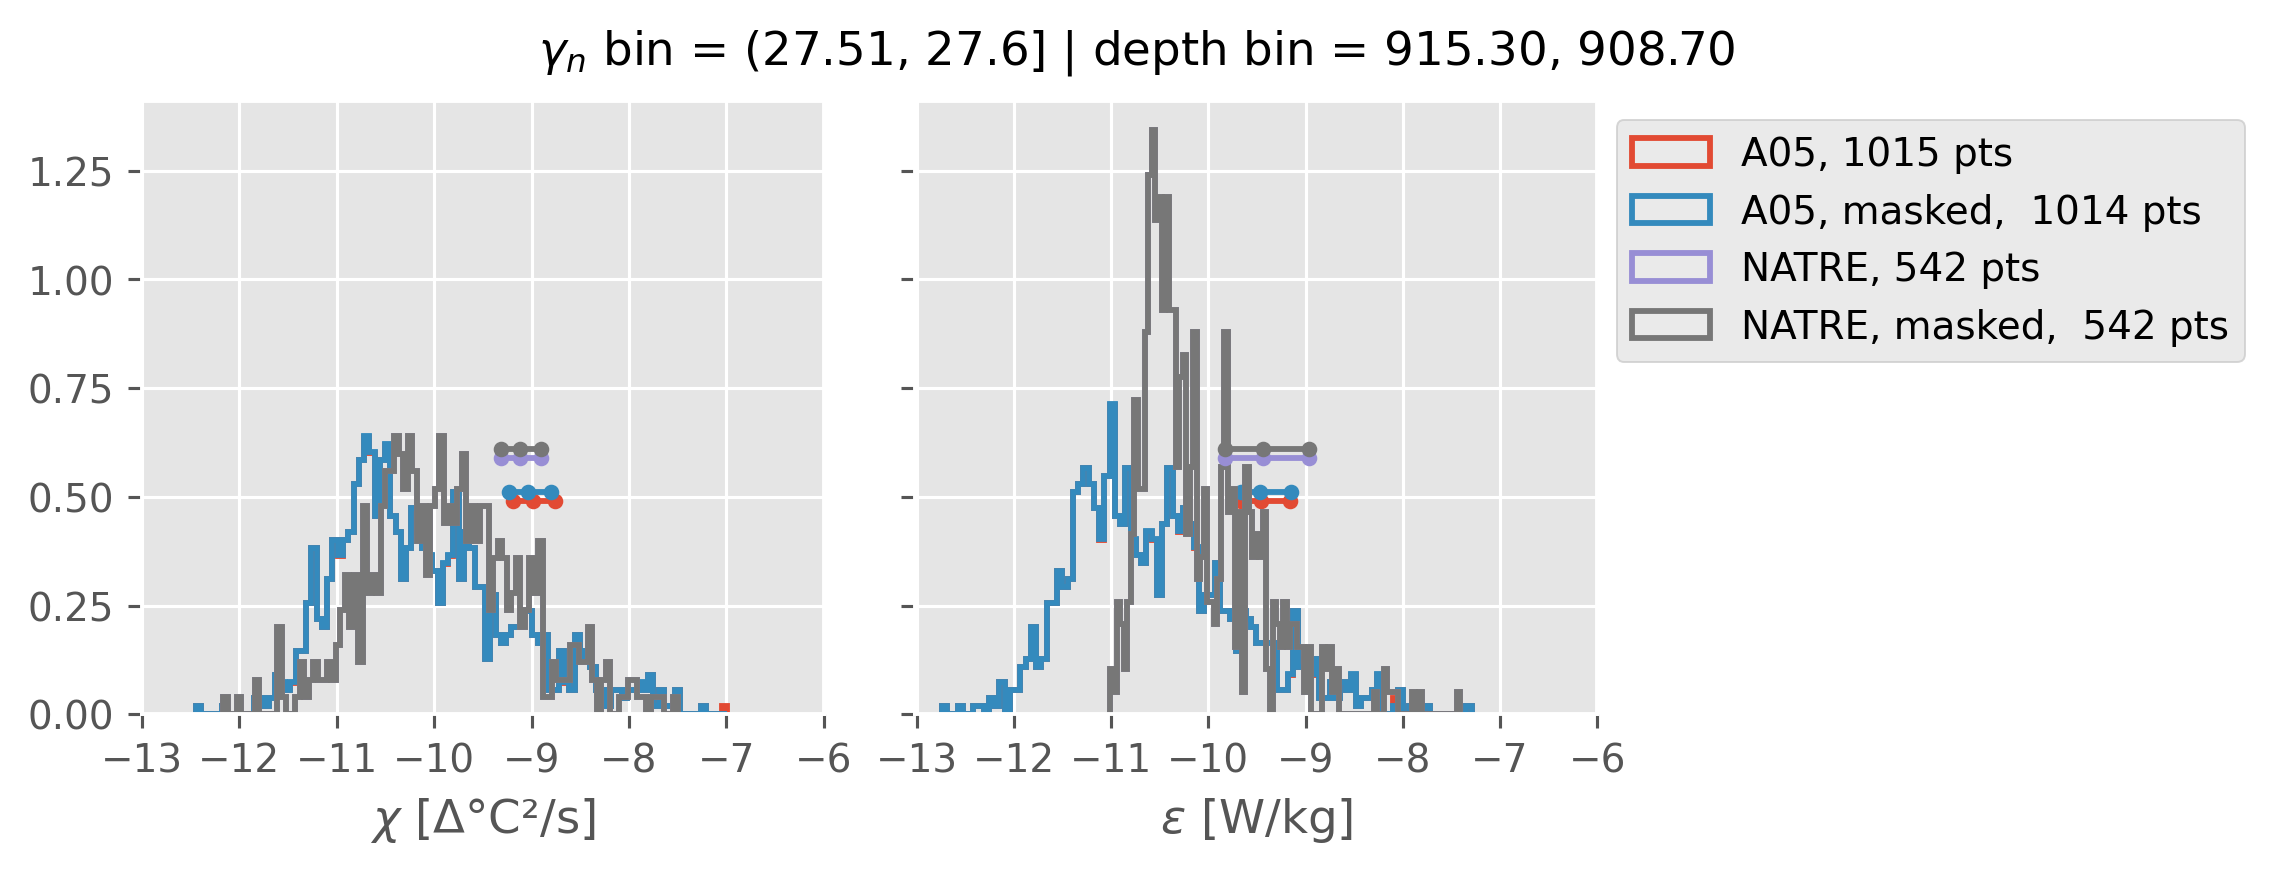 γn bin = (27.51, 27.6] | depth bin = 915.30, 908.70
1.25
1.00
0.75
0.50
0.25
0.00
−13 −12 −11 −10 −9 −8 −7 −6
χ [Δ°C²/s]
−13 −12 −11 −10 −9 −8 −7 −6
ε [W/kg]
A05, 1015 pts
A05, masked,  1014 pts
NATRE, 542 pts
NATRE, masked,  542 pts